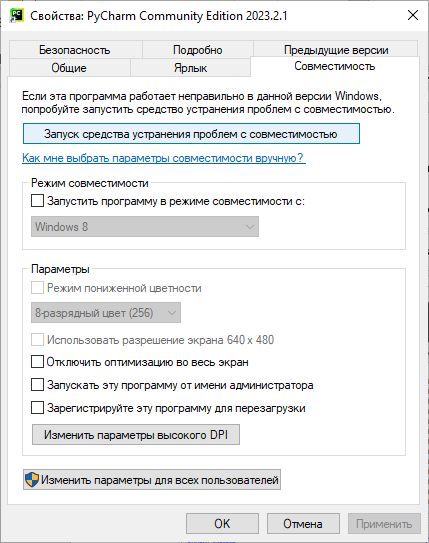 Свойства: PyCharm Community Edition 2023.2.1
Безопасность Подробно Предыдущие версии
Общие Ярлык Совместимость
Если эта программа работает неправильно в данной версии Windows,
попробуйте запустить средство устранения проблем с совместимостью.
Запуск средства устранения проблем с совместимостью
Как мне выбрать параметры совместимости вручную?
Режим совместимости
Запустить программу в режиме совместимости с:
Windows 8
Параметры
Режим пониженной цветности
8-разрядный цвет (256)
Использовать разрешение экрана 640 x 480
Отключить оптимизацию во весь экран
Запускать эту программу от имени администратора
Зарегистрируйте эту программу для перезагрузки
Изменить параметры высокого DPI
Изменить параметры для всех пользователей
OK Отмена Применить